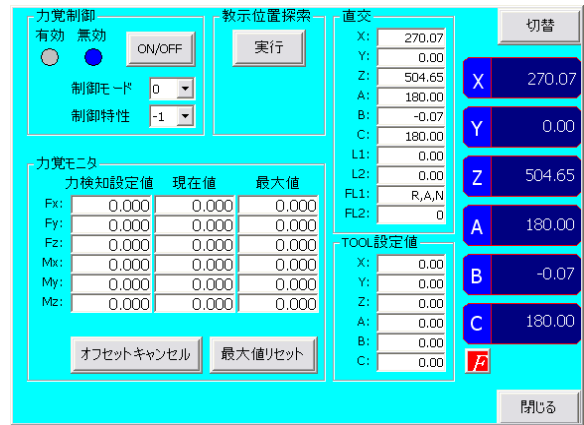 力覚制御
有効 無効
ON/OFF
制御モード 0
制御特性 -1
教示位置探索
実行
直交
X: 270.07
Y: 0.00
Z: 504.65
A: 180.00
B: -0.07
C: 180.00
L1: 0.00
L2: 0.00
FL1: R,A,N
FL2: 0
切替
X 270.07
Y 0.00
Z 504.65
A 180.00
B -0.07
C 180.00
力覚モニタ
力検知設定値 現在値 最大値
Fx: 0.000 0.000 0.000
Fy: 0.000 0.000 0.000
Fz: 0.000 0.000 0.000
Mx: 0.000 0.000 0.000
My: 0.000 0.000 0.000
Mz: 0.000 0.000 0.000
オフセットキャンセル 最大値リセット
TOOL設定値
X: 0.00
Y: 0.00
Z: 0.00
A: 0.00
B: 0.00
C: 0.00
F
閉じる